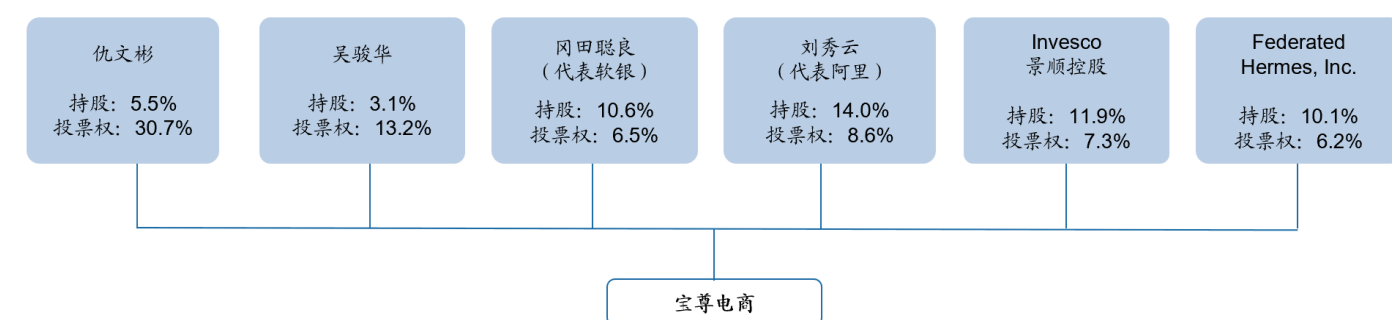 仇文彬
持股：5.5%
投票权：30.7%
吴骏华
持股：3.1%
投票权：13.2%
冈田聪良
（代表软银）
持股：10.6%
投票权：6.5%
刘秀云
（代表阿里）
持股：14.0%
投票权：8.6%
Invesco
景顺控股
持股：11.9%
投票权：7.3%
Federated
Hermes, Inc.
持股：10.1%
投票权：6.2%
宝尊电商